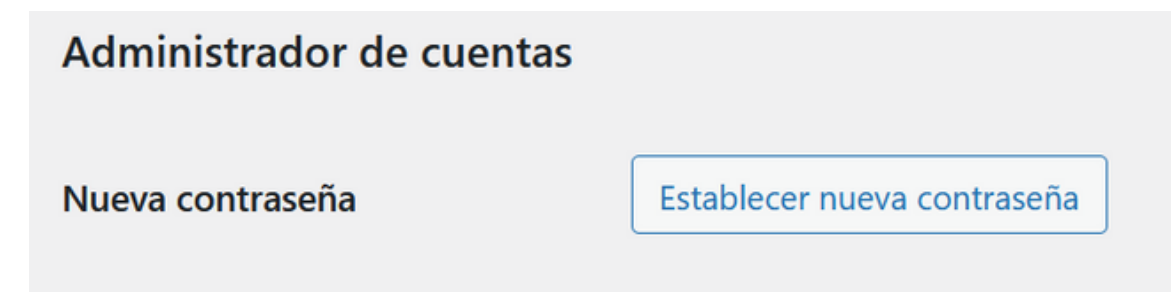 Administrador de cuentas
Nueva contraseña
Establecer nueva contraseña